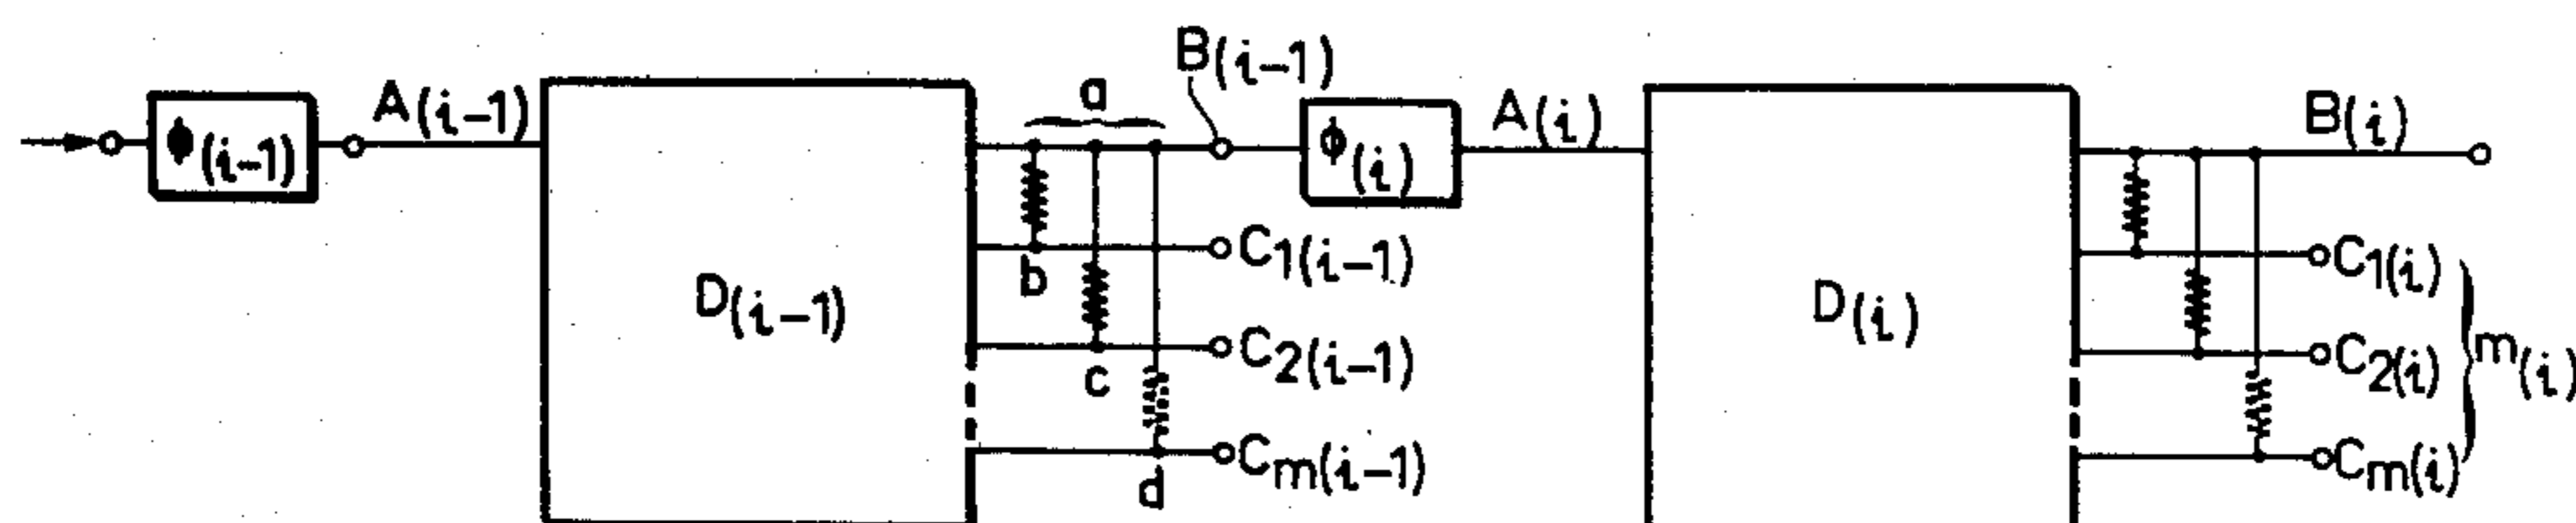 ϕ(i-1)
A(i-1)
D(i-1)
a
b
c
d
B(i-1)
C1(i-1)
C2(i-1)
Cm(i-1)
ϕ(i)
A(i)
D(i)
B(i)
C1(i)
C2(i)
Cm(i)
m(i)